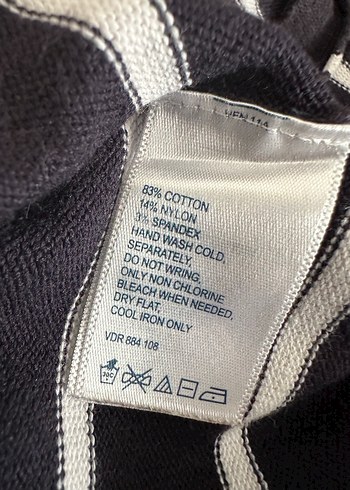 83% COTTON
14% NYLON
3% SPANDEX
HAND WASH COLD,
SEPARATELY.
DO NOT WRING,
ONLY NON CHLORINE
BLEACH WHEN NEEDED,
DRY FLAT,
COOL IRON ONLY
VDR 884 108